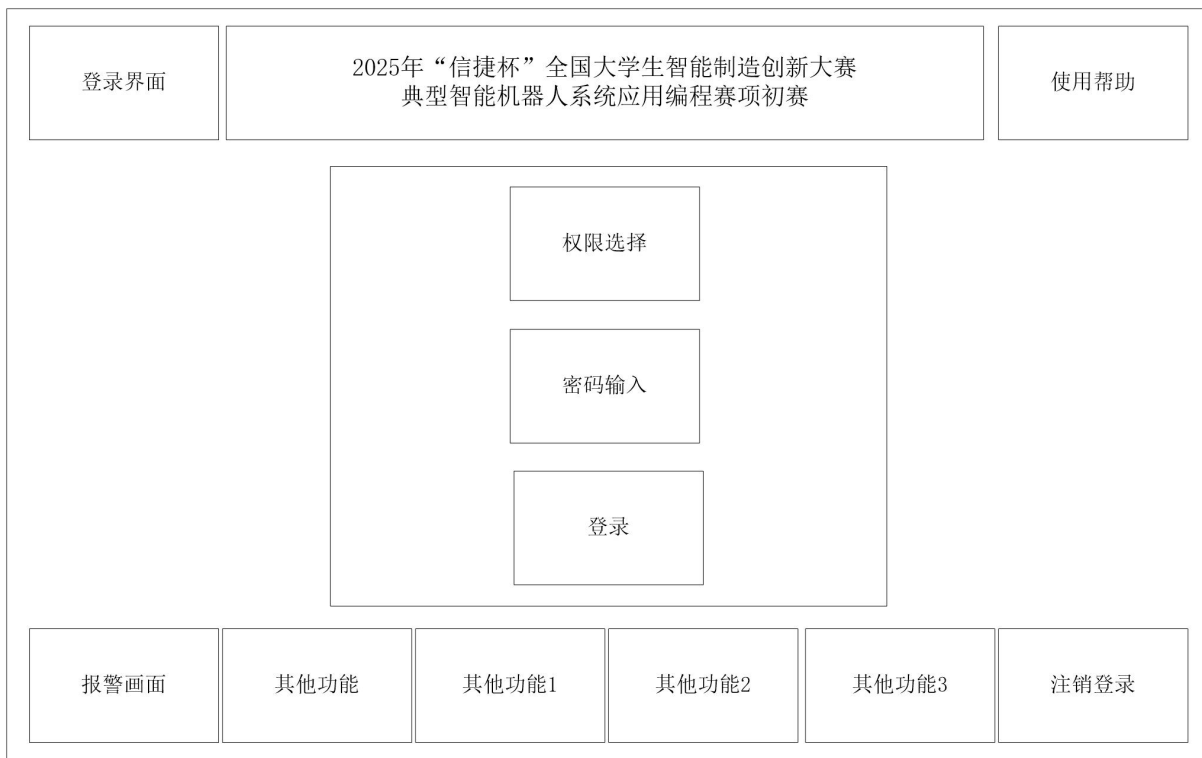 登录界面
2025年“信捷杯”全国大学生智能制造创新大赛
典型智能机器人系统应用编程赛项初赛
使用帮助
权限选择
密码输入
登录
报警画面
其他功能
其他功能1
其他功能2
其他功能3
注销登录